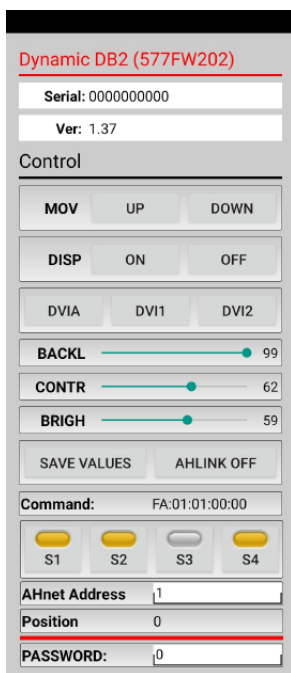 Dynamic DB2 (577FW202)
Serial: 0000000000
Ver: 1.37
Control
MOV UP DOWN
DISP ON OFF
DVIA DVI1 DVI2
BACKL 99
CONTR 62
BRIGH 59
SAVE VALUES AHLINK OFF
Command: FA:01:01:00:00
S1 S2 S3 S4
AHnet Address 1
Position 0
PASSWORD: 0